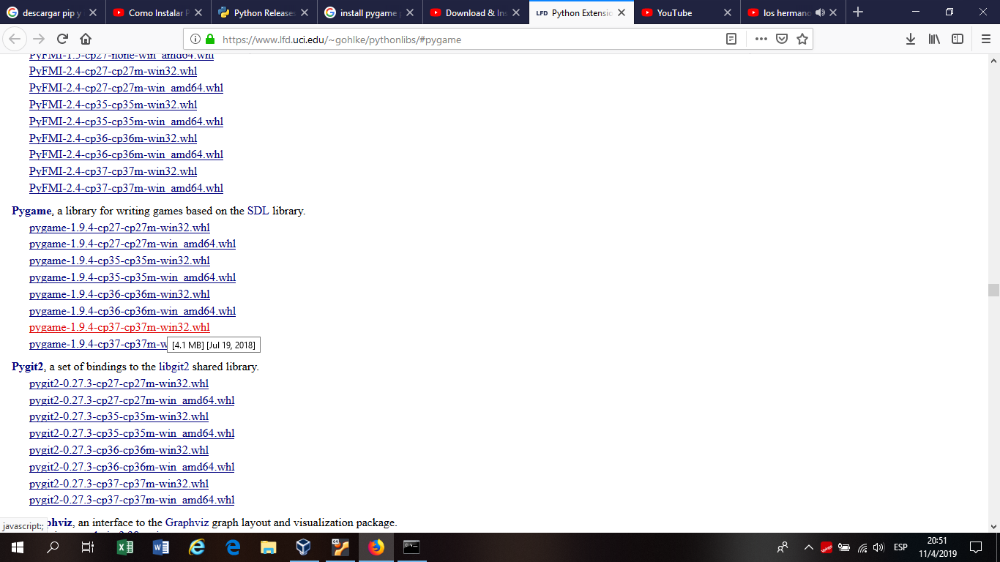 descargar pip y
Como Instalar P
Python Releases
install pygame p
Download & Ins
LFD Python Extensio
YouTube
los hermano
https://www.lfd.uci.edu/~gohlke/pythonlibs/#pygame
PyFMI-1.5-cp27-none-win_amd64.whl
PyFMI-2.4-cp27-cp27m-win32.whl
PyFMI-2.4-cp27-cp27m-win_amd64.whl
PyFMI-2.4-cp35-cp35m-win32.whl
PyFMI-2.4-cp35-cp35m-win_amd64.whl
PyFMI-2.4-cp36-cp36m-win32.whl
PyFMI-2.4-cp36-cp36m-win_amd64.whl
PyFMI-2.4-cp37-cp37m-win32.whl
PyFMI-2.4-cp37-cp37m-win_amd64.whl
Pygame, a library for writing games based on the SDL library.
pygame-1.9.4-cp27-cp27m-win32.whl
pygame-1.9.4-cp27-cp27m-win_amd64.whl
pygame-1.9.4-cp35-cp35m-win32.whl
pygame-1.9.4-cp35-cp35m-win_amd64.whl
pygame-1.9.4-cp36-cp36m-win32.whl
pygame-1.9.4-cp36-cp36m-win_amd64.whl
pygame-1.9.4-cp37-cp37m-win32.whl
pygame-1.9.4-cp37-cp37m-w
[4.1 MB] [Jul 19, 2018]
Pygit2, a set of bindings to the libgit2 shared library.
pygit2-0.27.3-cp27-cp27m-win32.whl
pygit2-0.27.3-cp27-cp27m-win_amd64.whl
pygit2-0.27.3-cp35-cp35m-win32.whl
pygit2-0.27.3-cp35-cp35m-win_amd64.whl
pygit2-0.27.3-cp36-cp36m-win32.whl
pygit2-0.27.3-cp36-cp36m-win_amd64.whl
pygit2-0.27.3-cp37-cp37m-win32.whl
pygit2-0.27.3-cp37-cp37m-win_amd64.whl
phviz, an interface to the Graphviz graph layout and visualization package.
javascript:;
ESP
20:51
11/4/2019